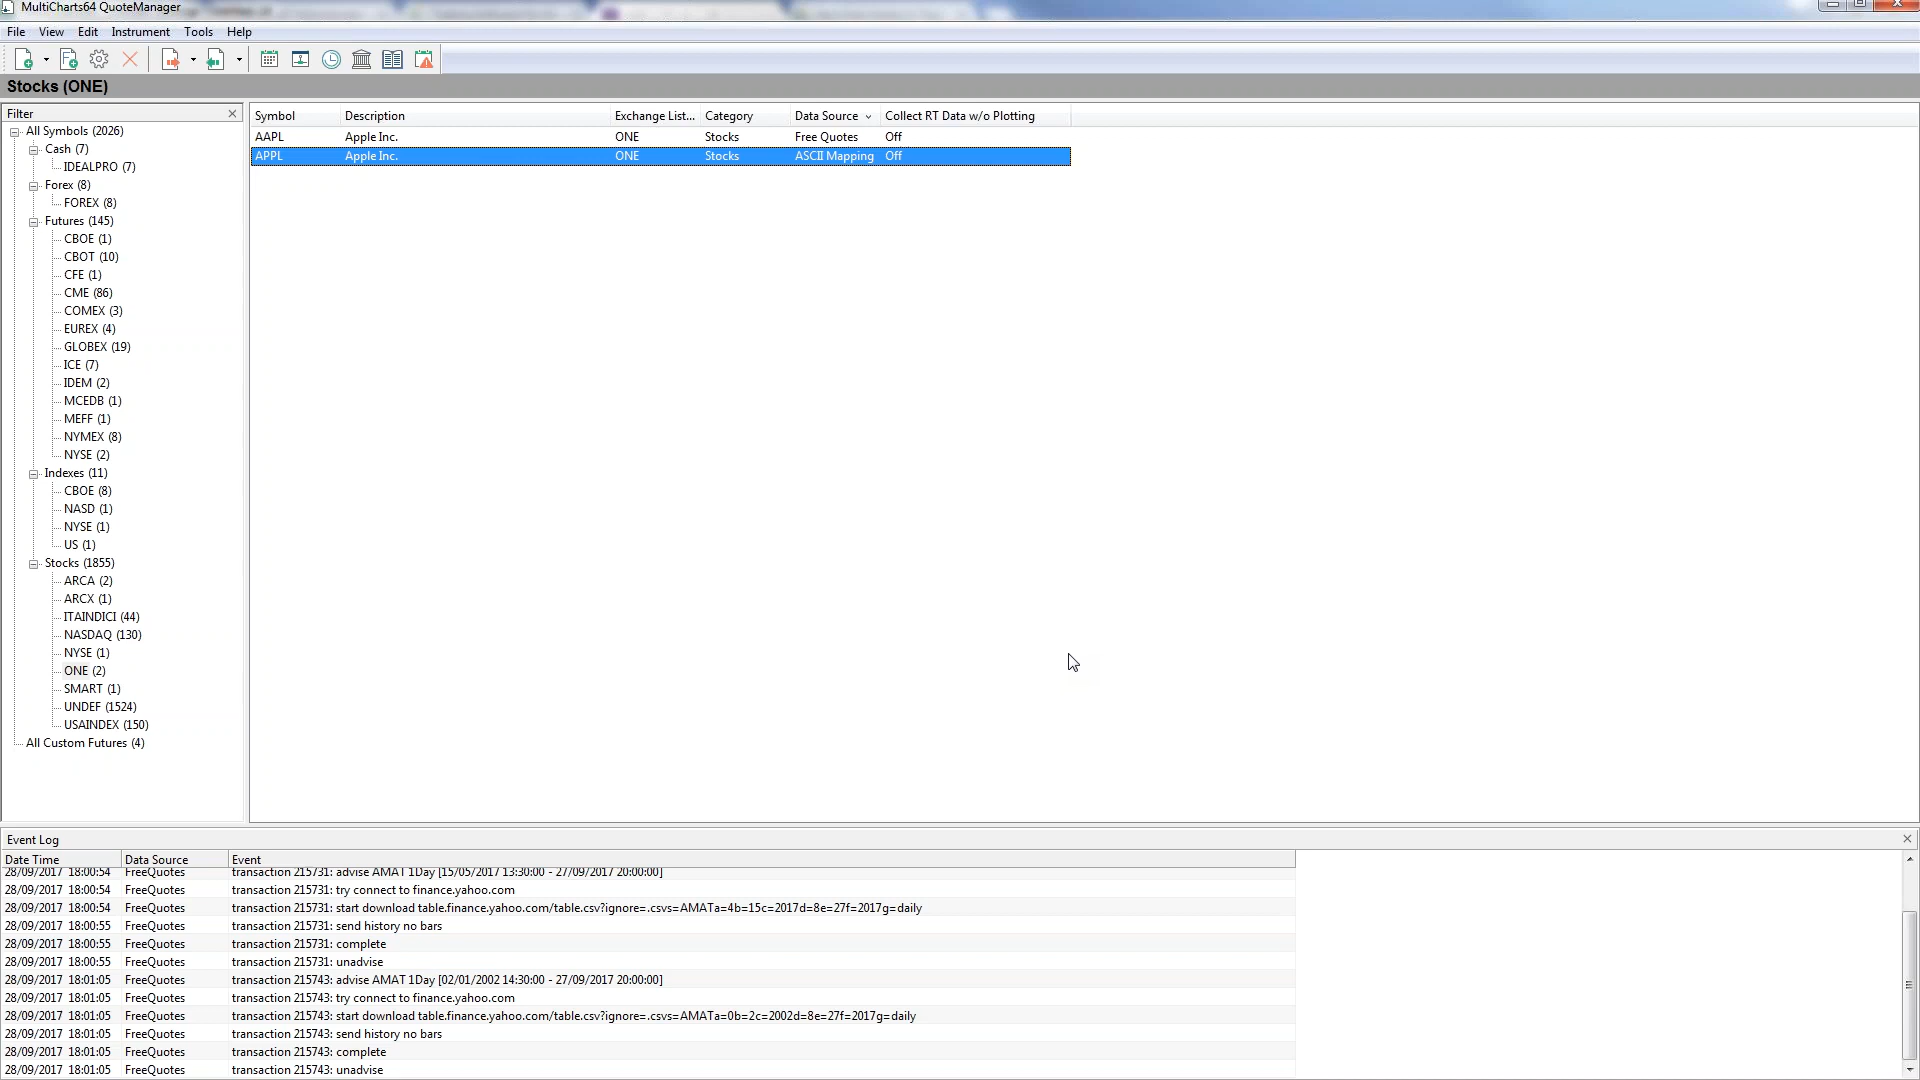 MultiCharts64 QuoteManager
File View Edit Instrument Tools Help
Stocks (ONE)
Filter
All Symbols (2026)
Cash (7)
IDEALPRO (7)
Forex (8)
FOREX (8)
Futures (145)
CBOE (1)
CBOT (10)
CFE (1)
CME (86)
COMEX (3)
EUREX (4)
GLOBEX (19)
ICE (7)
IDEM (2)
MCEDB (1)
MEFF (1)
NYMEX (8)
NYSE (2)
Indexes (11)
CBOE (8)
NASD (1)
NYSE (1)
US (1)
Stocks (1855)
ARCA (2)
ARCX (1)
ITAINDICI (44)
NASDAQ (130)
NYSE (1)
ONE (2)
SMART (1)
UNDEF (1524)
USAINDEX (150)
All Custom Futures (4)
Symbol Description Exchange List... Category Data Source Collect RT Data w/o Plotting
AAPL Apple Inc. ONE Stocks Free Quotes Off
APPL Apple Inc. ONE Stocks ASCII Mapping Off
Event Log
Date Time Data Source Event
28/09/2017 18:00:54 FreeQuotes transaction 215731: advise AMAT 1Day [15/05/2017 13:30:00 - 27/09/2017 20:00:00]
28/09/2017 18:00:54 FreeQuotes transaction 215731: try connect to finance.yahoo.com
28/09/2017 18:00:54 FreeQuotes transaction 215731: start download table.finance.yahoo.com/table.csv?ignore=.csvs=AMATa=4b=15c=2017d=8e=27f=2017g=daily
28/09/2017 18:00:55 FreeQuotes transaction 215731: send history no bars
28/09/2017 18:00:55 FreeQuotes transaction 215731: complete
28/09/2017 18:00:55 FreeQuotes transaction 215731: unadvise
28/09/2017 18:01:05 FreeQuotes transaction 215743: advise AMAT 1Day [02/01/2002 14:30:00 - 27/09/2017 20:00:00]
28/09/2017 18:01:05 FreeQuotes transaction 215743: try connect to finance.yahoo.com
28/09/2017 18:01:05 FreeQuotes transaction 215743: start download table.finance.yahoo.com/table.csv?ignore=.csvs=AMATa=0b=2c=2002d=8e=27f=2017g=daily
28/09/2017 18:01:05 FreeQuotes transaction 215743: send history no bars
28/09/2017 18:01:05 FreeQuotes transaction 215743: complete
28/09/2017 18:01:05 FreeQuotes transaction 215743: unadvise